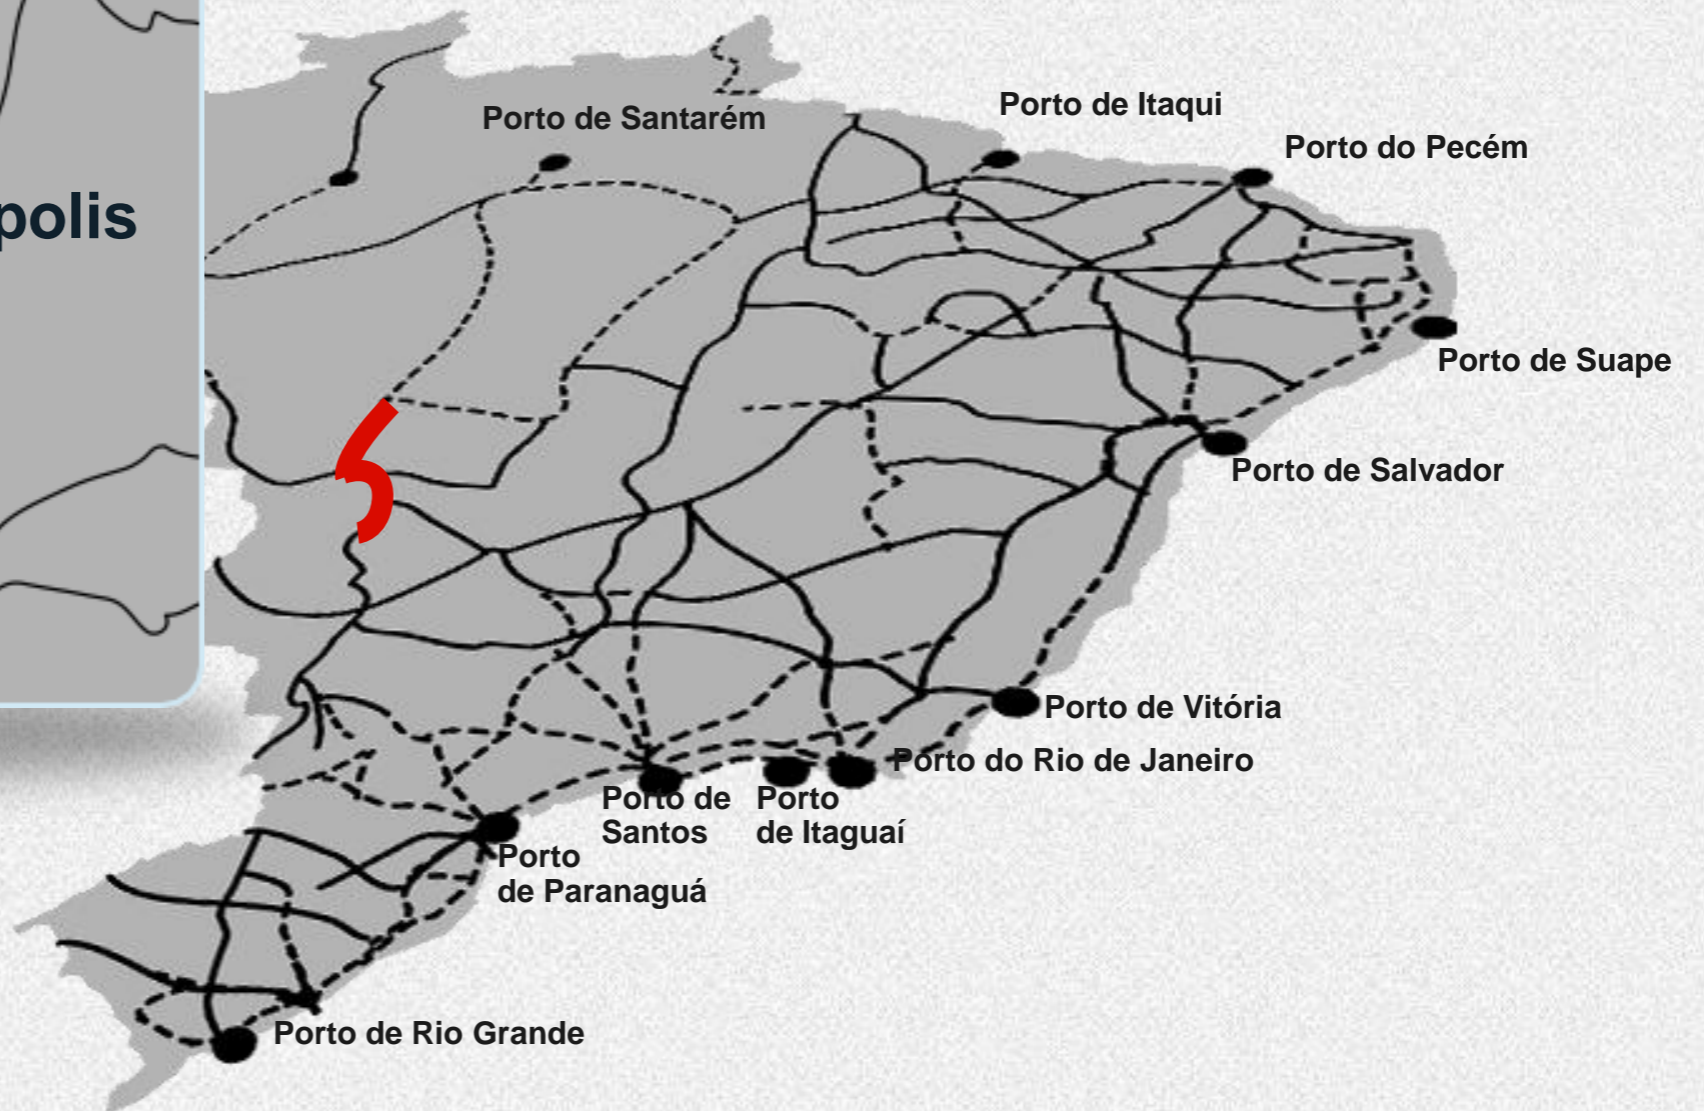 Porto de Itaqui
Porto de Santarém
Porto do Pecém
polis
Porto de Suape
Porto de Salvador
Porto de Vitória
Porto do Rio de Janeiro
Porto de
Santos
Porto
de Itaguaí
Porto
de Paranaguá
Porto de Rio Grande